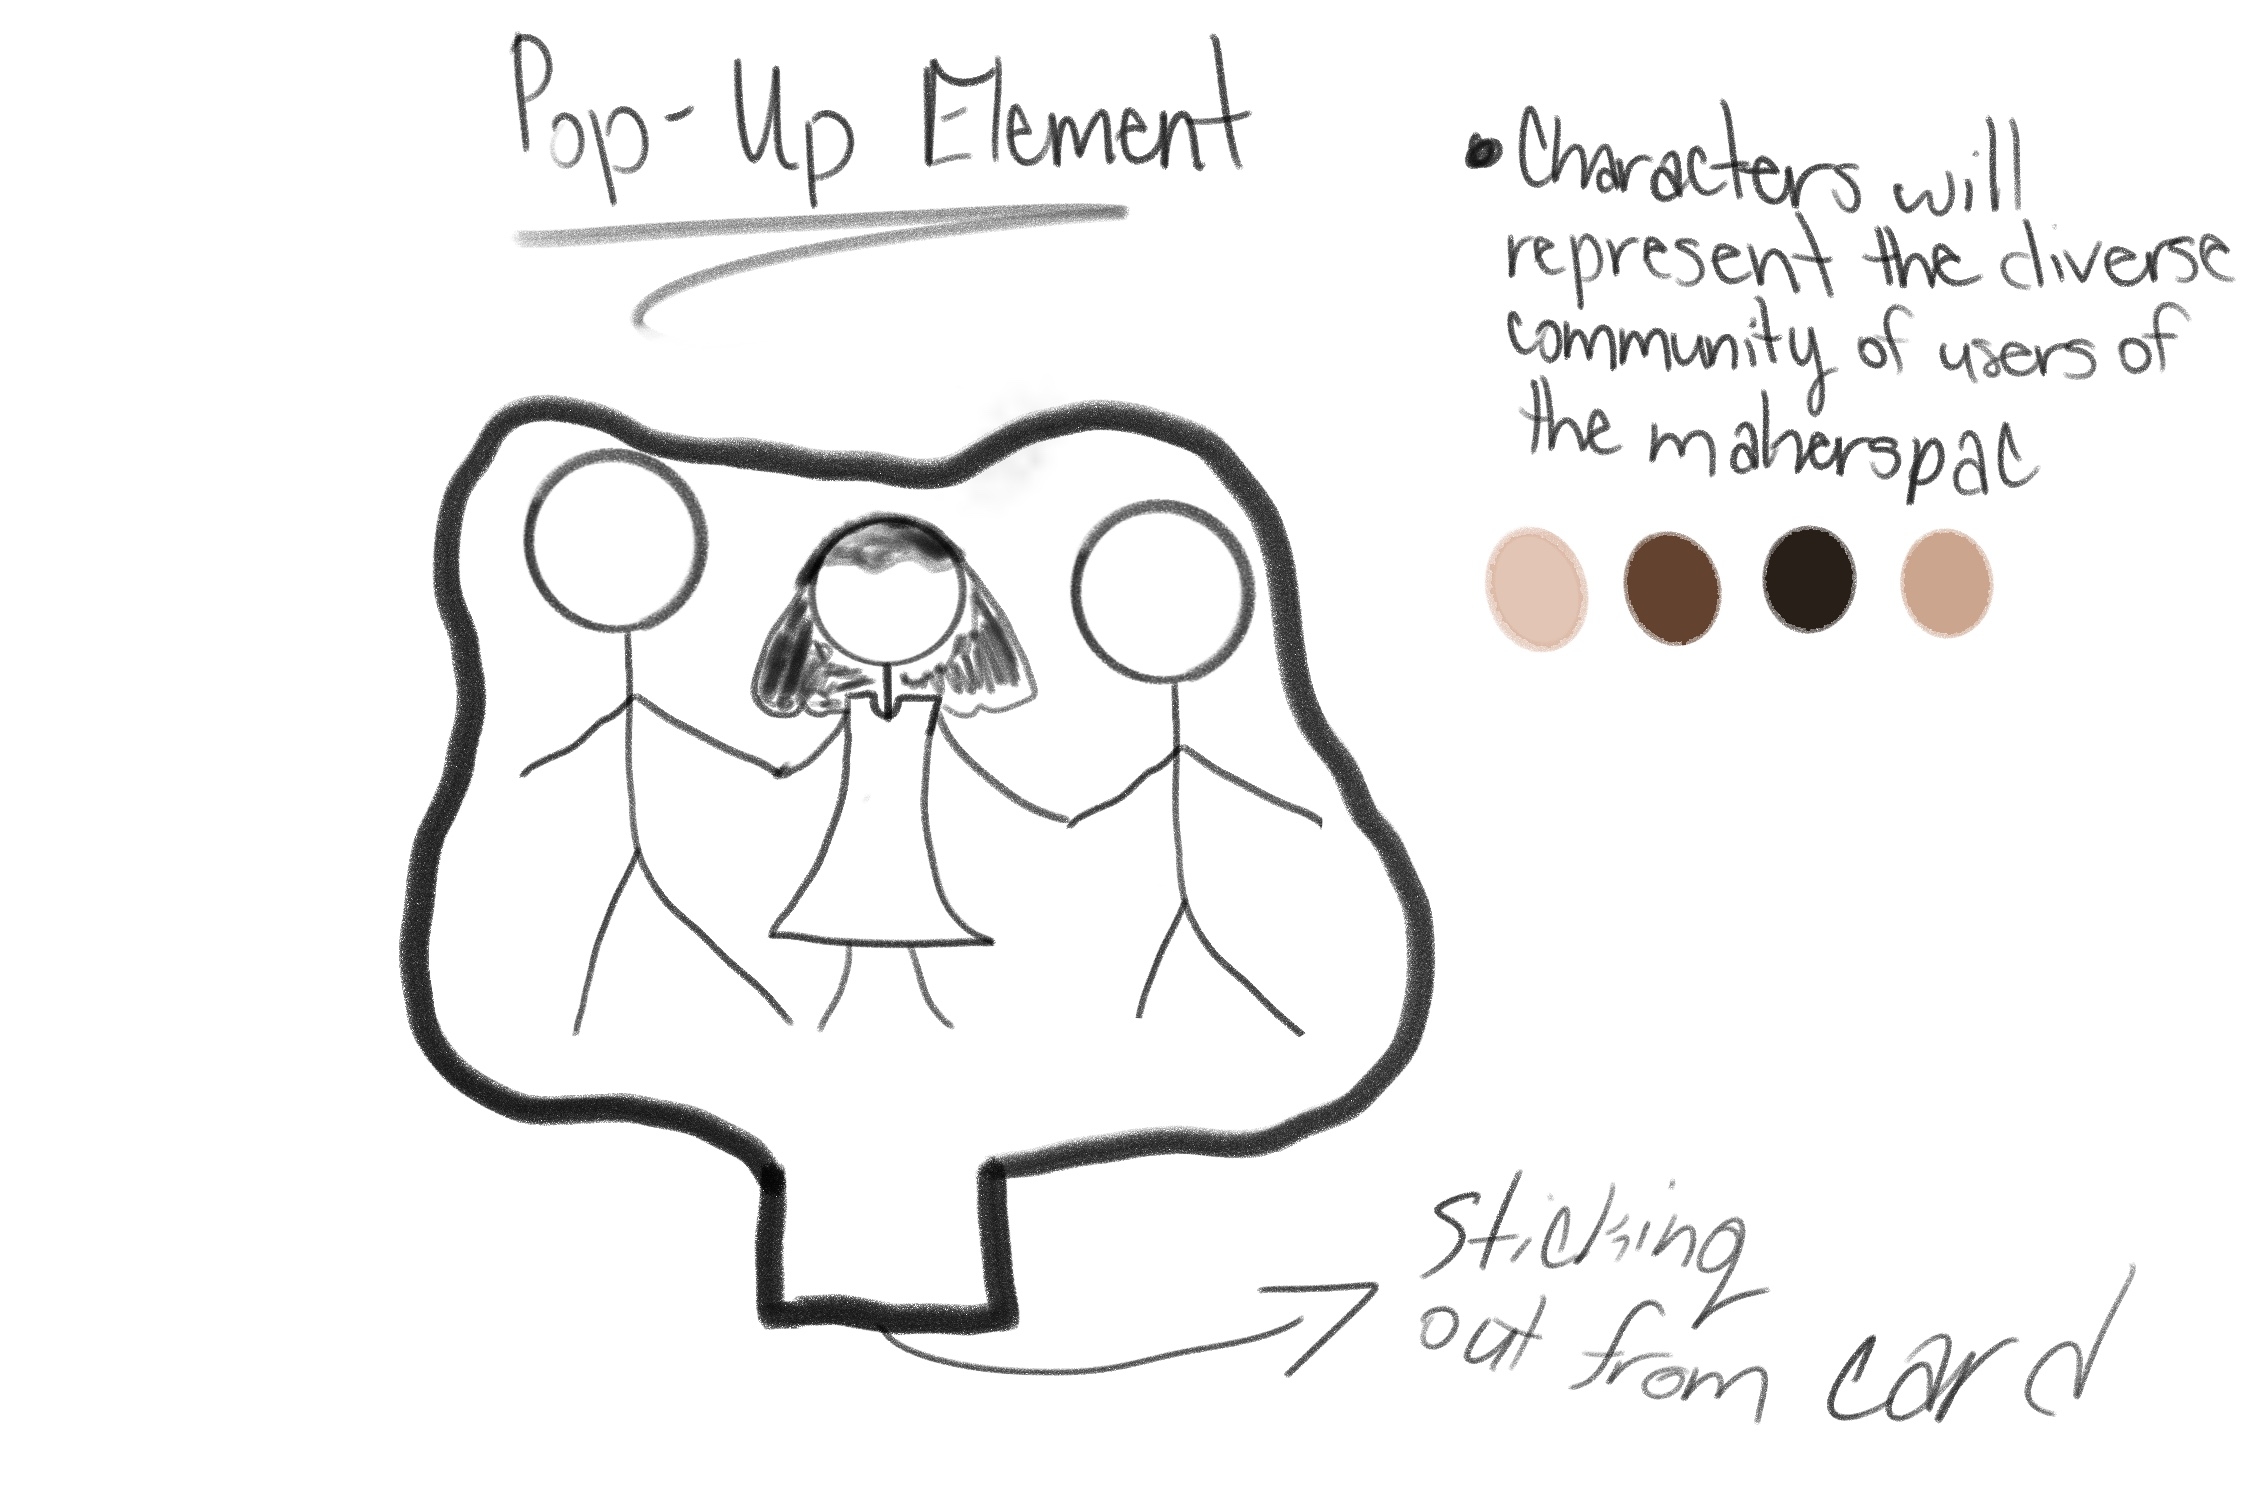 Pop-Up Element
• Characters will
represent the diverse
community of users of
the makerspac
sticking
out from card